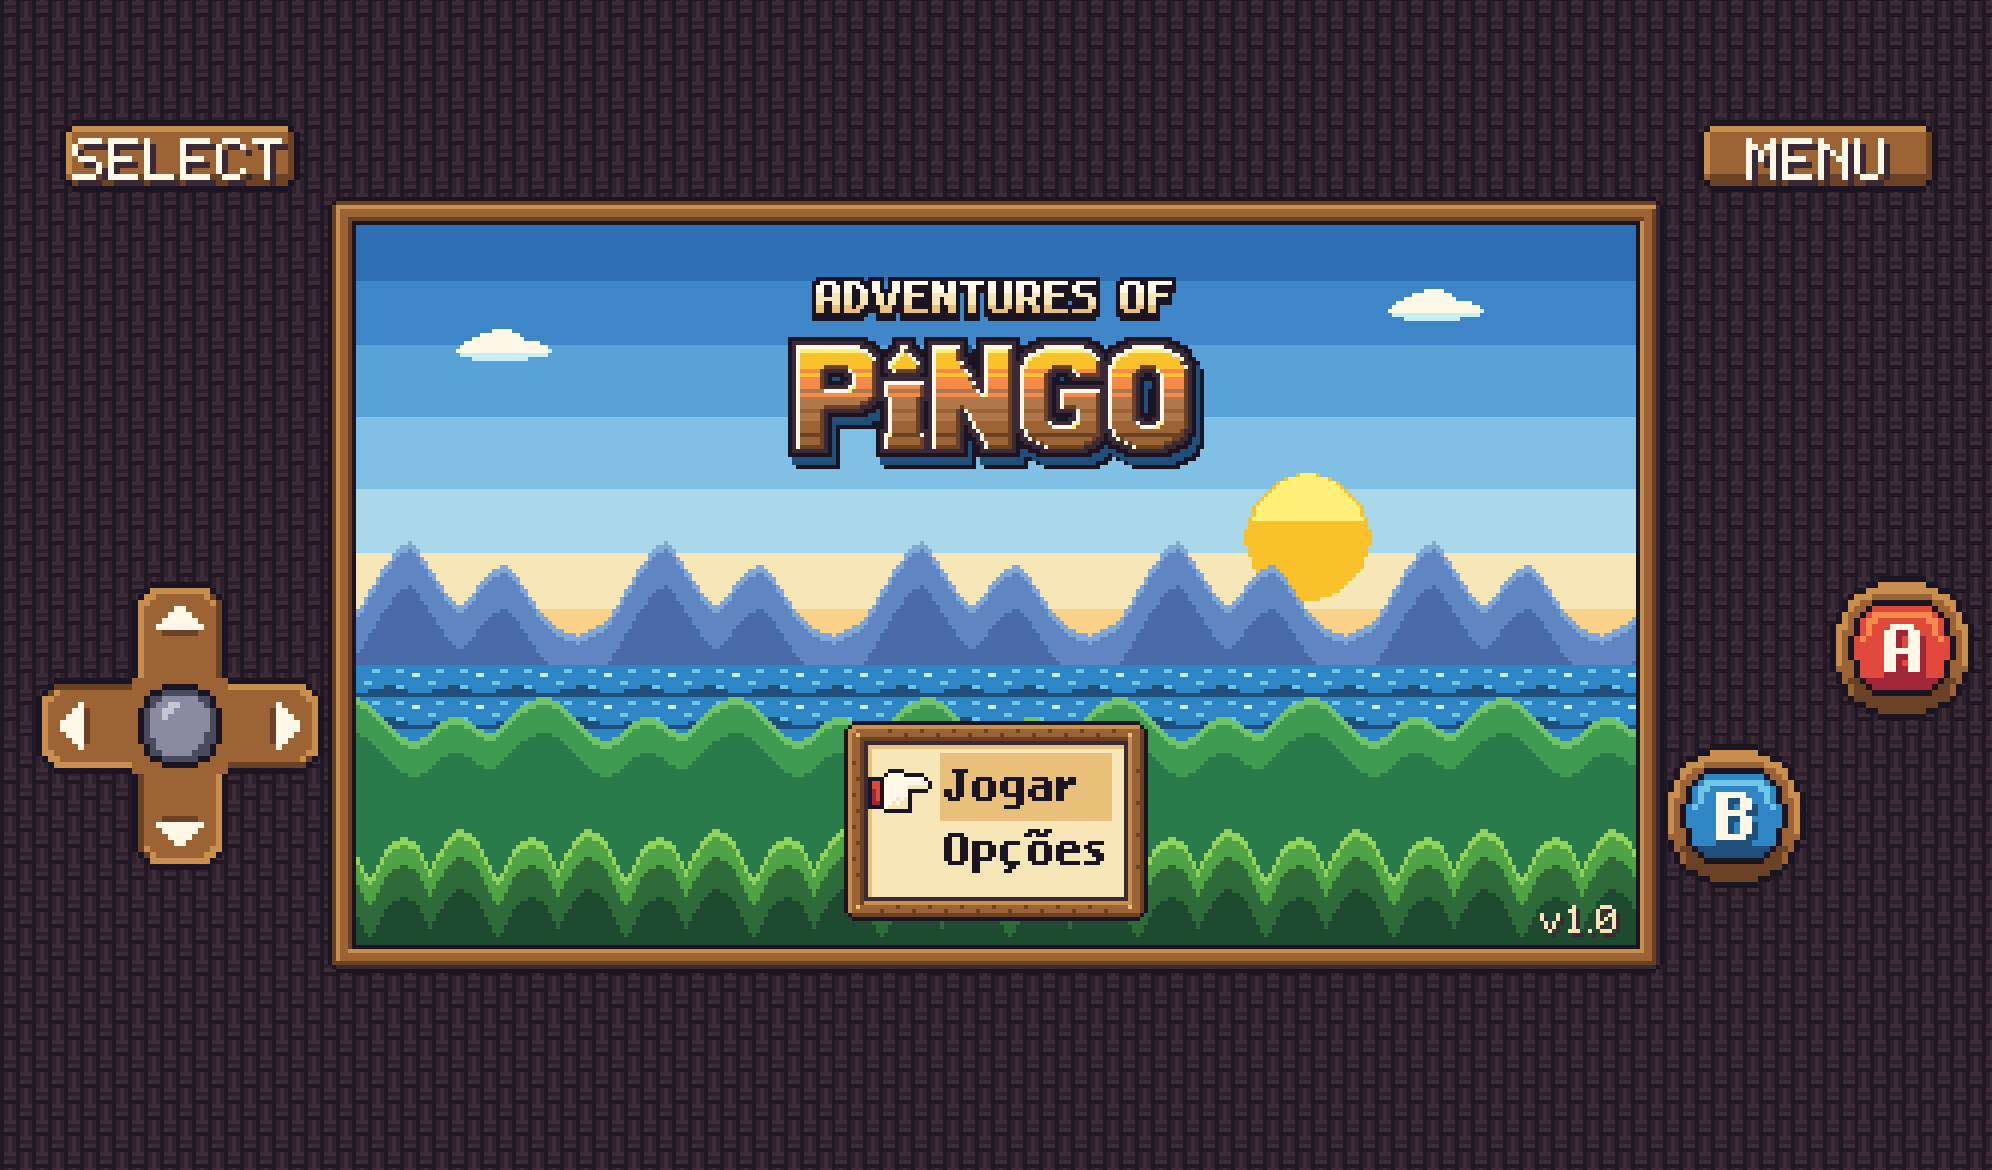 SELECT
MENU
ADVENTURES OF
PiNGO
Jogar
Opções
A
B
v1.0